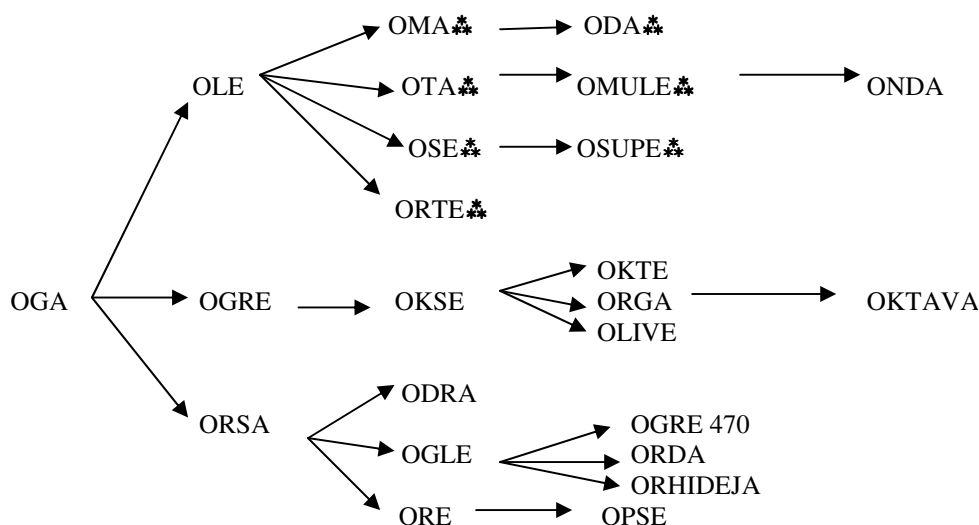 OMA⁂ ODA⁂
OLE OTA⁂ OMULE⁂ ONDA
OSE⁂ OSUPE⁂
ORTE⁂
OKTE
OGA OGRE OKSE ORGA OKTAVA
OLIVE
ODRA
ORSA OGRE 470
OGLE ORDA
ORHIDEJA
ORE OPSE